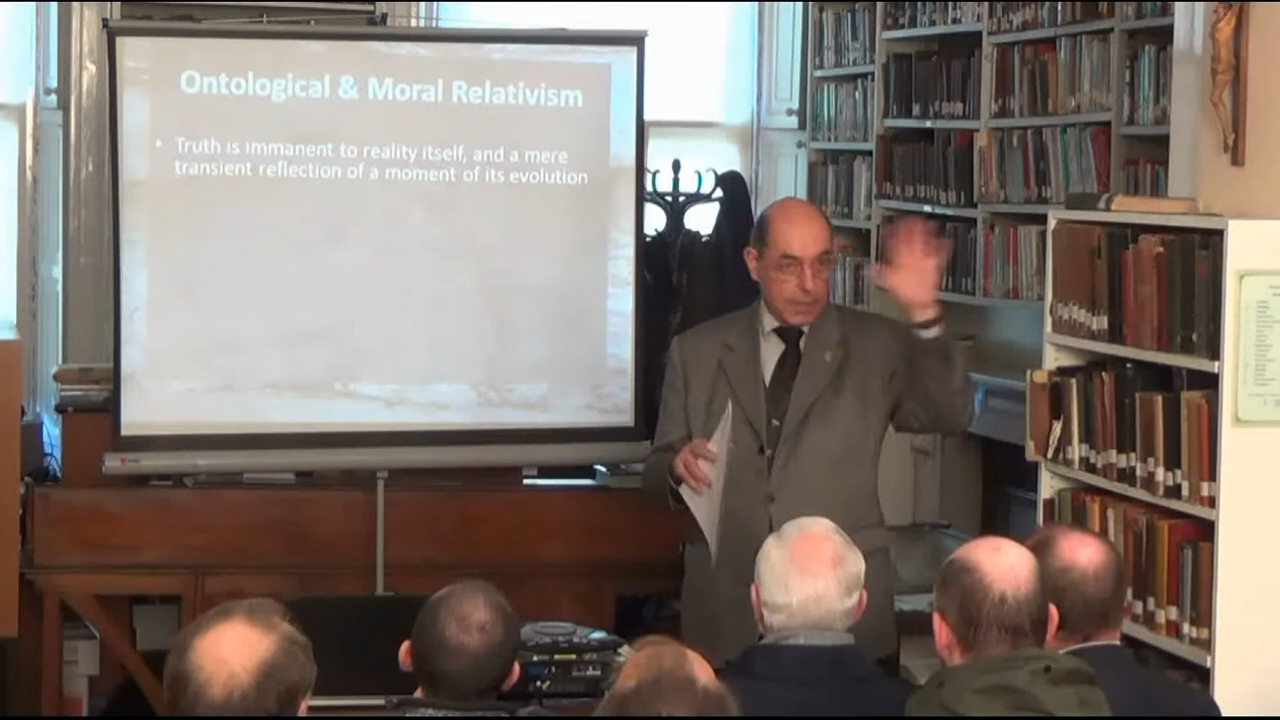 Ontological & Moral Relativism
• Truth is immanent to reality itself, and a mere
transient reflection of a moment of its evolution